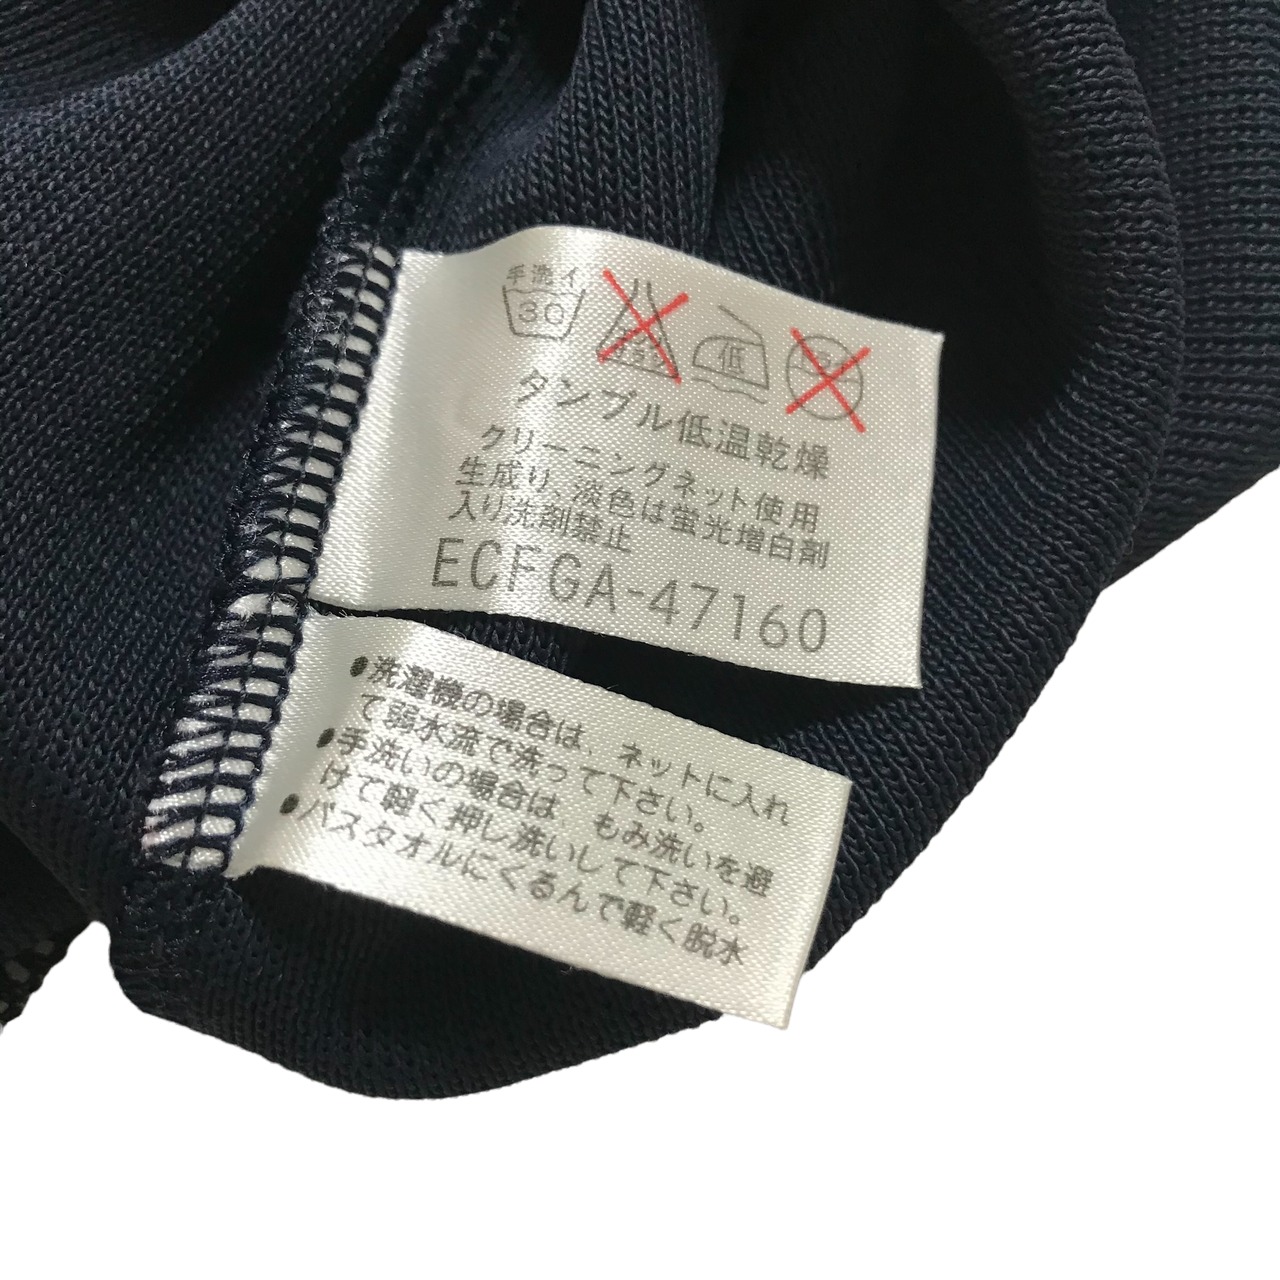 手洗イ
30
低
タンブル低温乾燥
クリーニングネット使用
生成り、淡色は蛍光増白剤
入り洗剤禁止
ECFGA-47160
●洗濯機の場合は、ネットに入れ
て弱水流で洗って下さい。
●手洗いの場合は、もみ洗いを避
けて軽く押し洗いして下さい。
●バスタオルにくるんで軽く脱水